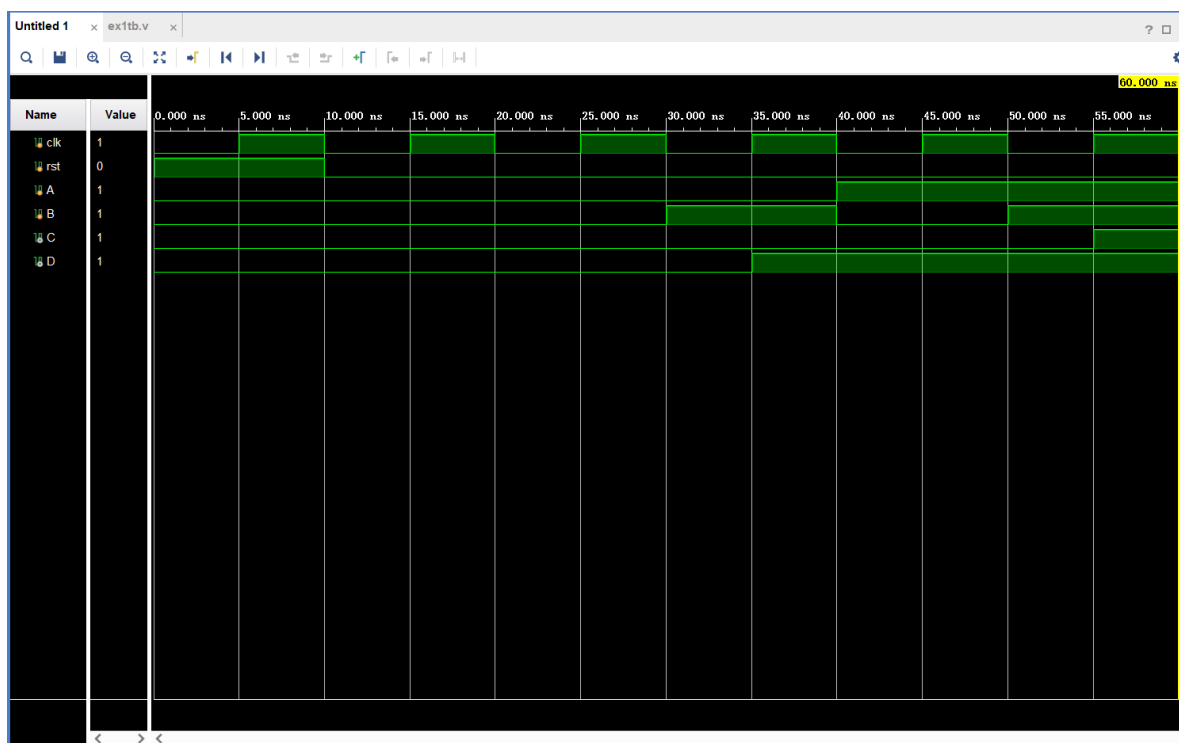 Untitled 1 × ex1tb.v × ?
60.000 ns
Name Value 0.000 ns 5.000 ns 10.000 ns 15.000 ns 20.000 ns 25.000 ns 30.000 ns 35.000 ns 40.000 ns 45.000 ns 50.000 ns 55.000 ns
clk 1
rst 0
A 1
B 1
C 1
D 1